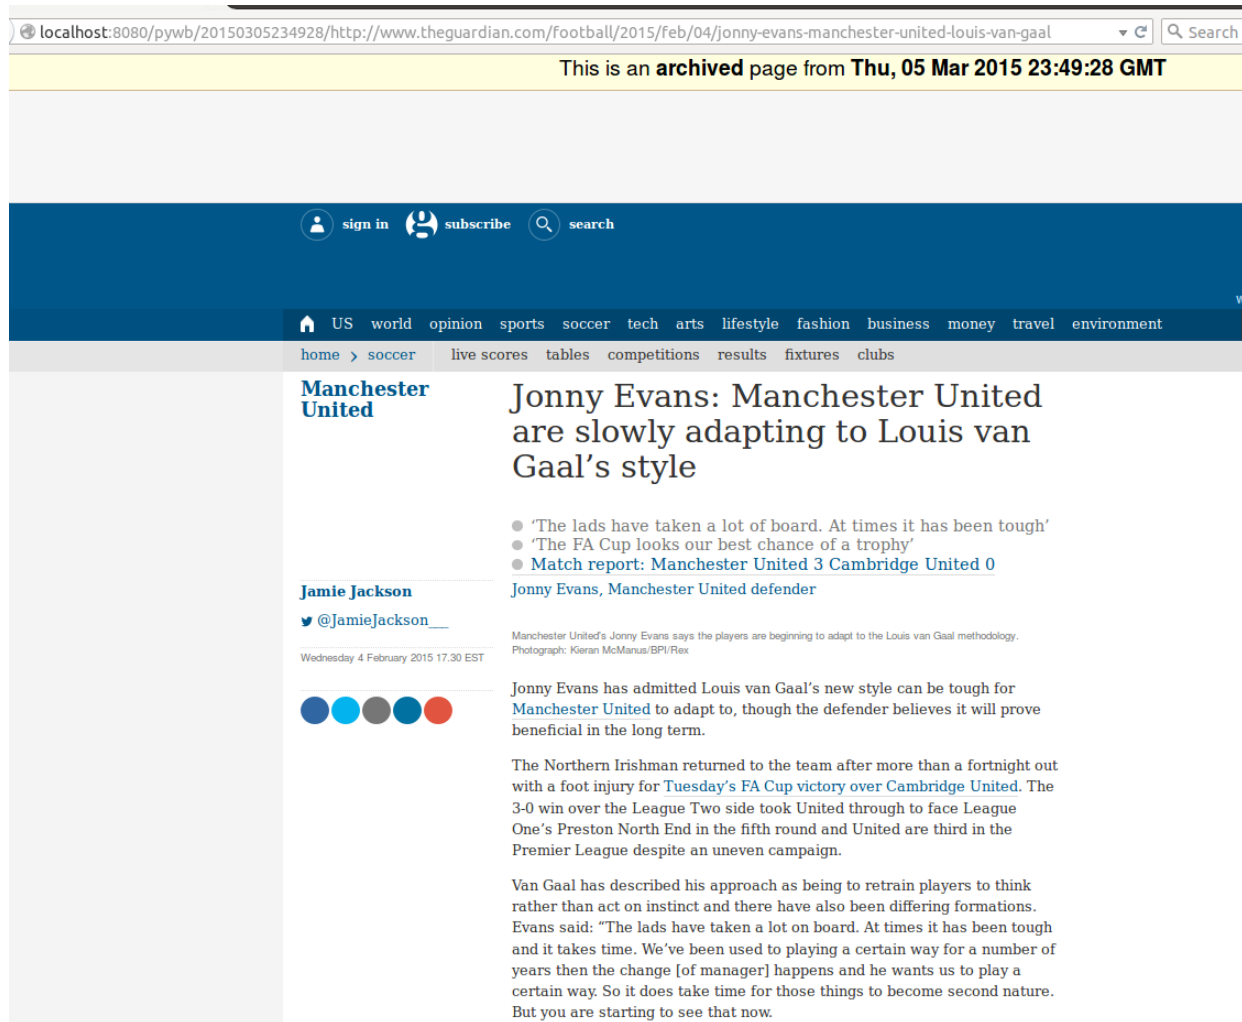 localhost:8080/pywb/20150305234928/http://www.theguardian.com/football/2015/feb/04/jonny-evans-manchester-united-louis-van-gaal
Search
This is an archived page from Thu, 05 Mar 2015 23:49:28 GMT
sign in subscribe search
US world opinion sports soccer tech arts lifestyle fashion business money travel environment
home > soccer live scores tables competitions results fixtures clubs
Manchester
United
Jonny Evans: Manchester United
are slowly adapting to Louis van
Gaal’s style
● ‘The lads have taken a lot of board. At times it has been tough’
● ‘The FA Cup looks our best chance of a trophy’
● Match report: Manchester United 3 Cambridge United 0
Jamie Jackson
@JamieJackson___
Wednesday 4 February 2015 17.30 EST
Jonny Evans, Manchester United defender
Manchester United's Jonny Evans says the players are beginning to adapt to the Louis van Gaal methodology.
Photograph: Kieran McManus/BPI/Rex
Jonny Evans has admitted Louis van Gaal’s new style can be tough for
Manchester United to adapt to, though the defender believes it will prove
beneficial in the long term.
The Northern Irishman returned to the team after more than a fortnight out
with a foot injury for Tuesday’s FA Cup victory over Cambridge United. The
3-0 win over the League Two side took United through to face League
One’s Preston North End in the fifth round and United are third in the
Premier League despite an uneven campaign.
Van Gaal has described his approach as being to retrain players to think
rather than act on instinct and there have also been differing formations.
Evans said: “The lads have taken a lot on board. At times it has been tough
and it takes time. We’ve been used to playing a certain way for a number of
years then the change [of manager] happens and he wants us to play a
certain way. So it does take time for those things to become second nature.
But you are starting to see that now.